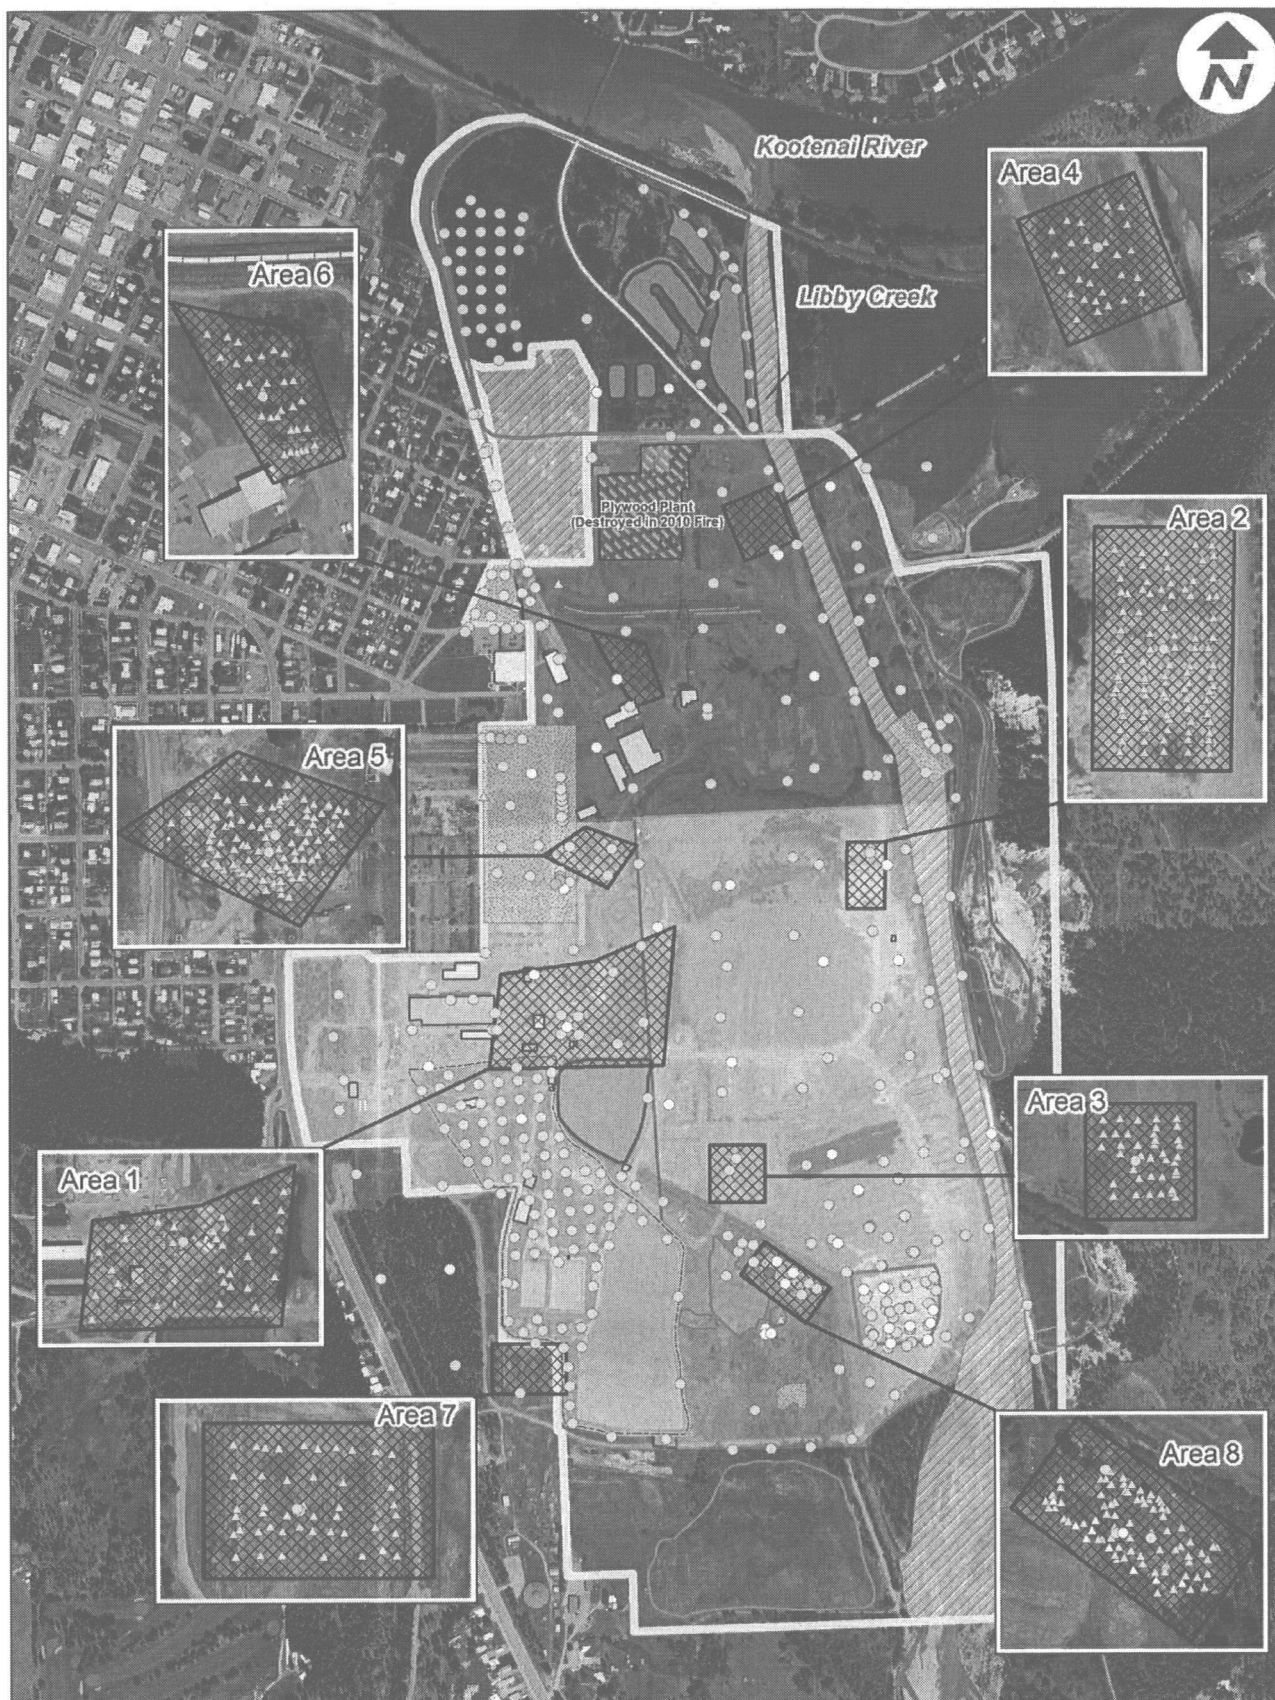 N
Kootenai River
Area 4
Area 6
Libby Creek
Plywood Plant
(Destroyed in 2010 Fire)
Area 2
Area 5
Area 3
Area 1
Area 7
Area 8